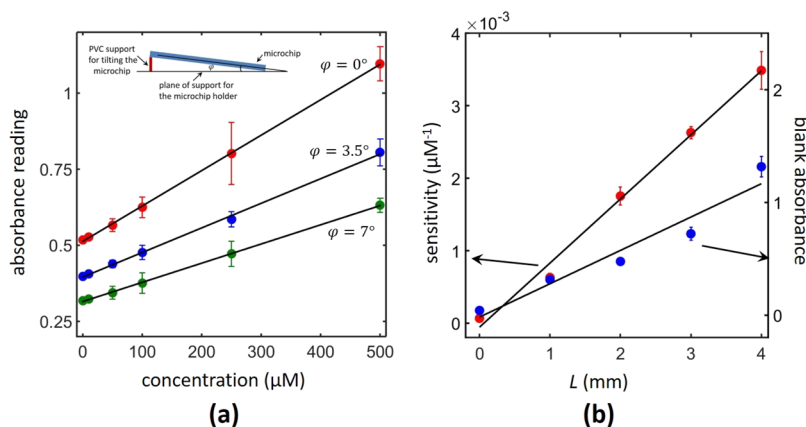 PVC support
for tilting the
microchip
microchip
φ
plane of support for
the microchip holder
φ = 0°
φ = 3.5°
φ = 7°
1
0.75
0.5
0.25
absorbance reading
0 100 200 300 400 500
concentration (µM)
(a)
×10⁻³
4
3
2
1
0
sensitivity (µM⁻¹)
2
1
0
blank absorbance
0 1 2 3 4
L (mm)
(b)